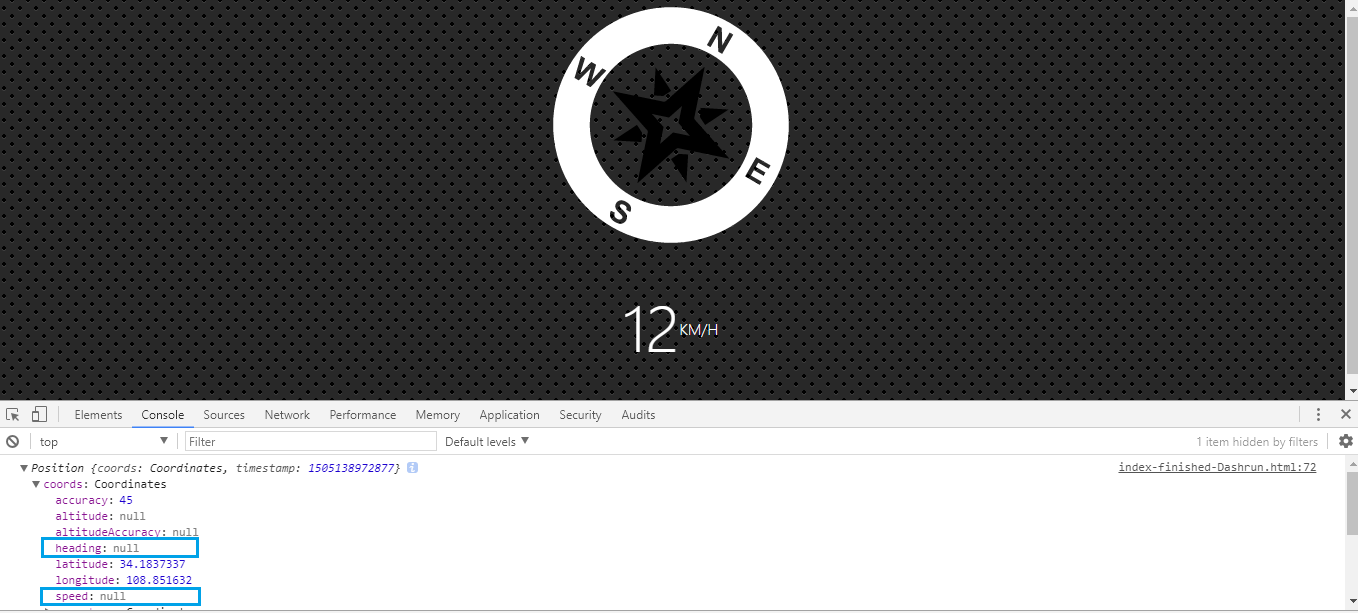 N
W
E
S
12 KM/H
Elements Console Sources Network Performance Memory Application Security Audits
top Filter Default levels 1 item hidden by filters
Position {coords: Coordinates, timestamp: 1505138972877} index-finished-Dashrun.html:72
coords: Coordinates
accuracy: 45
altitude: null
altitudeAccuracy: null
heading: null
latitude: 34.1837337
longitude: 108.851632
speed: null